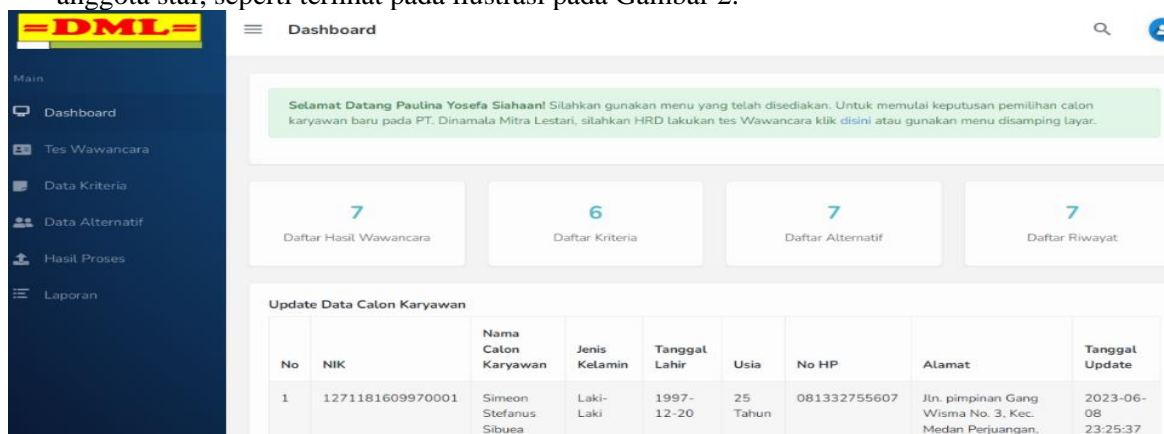 anggota staf, seperti terlihat pada ilustrasi pada Gambar 2.
=DML=
Dashboard
Main
Dashboard
Tes Wawancara
Data Kriteria
Data Alternatif
Hasil Proses
Laporan
Selamat Datang Paulina Yosefa Siahaan! Silahkan gunakan menu yang telah disediakan. Untuk memulai keputusan pemilihan calon
karyawan baru pada PT. Dinamala Mitra Lestari, silahkan HRD lakukan tes Wawancara klik disini atau gunakan menu disamping layar.
7
Daftar Hasil Wawancara
6
Daftar Kriteria
7
Daftar Alternatif
7
Daftar Riwayat
Update Data Calon Karyawan
No NIK Nama Calon Karyawan Jenis Kelamin Tanggal Lahir Usia No HP Alamat Tanggal Update
1 1271181609970001 Simeon Stefanus Sibuea Laki-Laki 1997-12-20 25 Tahun 081332755607 Jln. pimpinan Gang Wisma No. 3, Kec. Medan Perjuangan, 2023-06-08 23:25:37